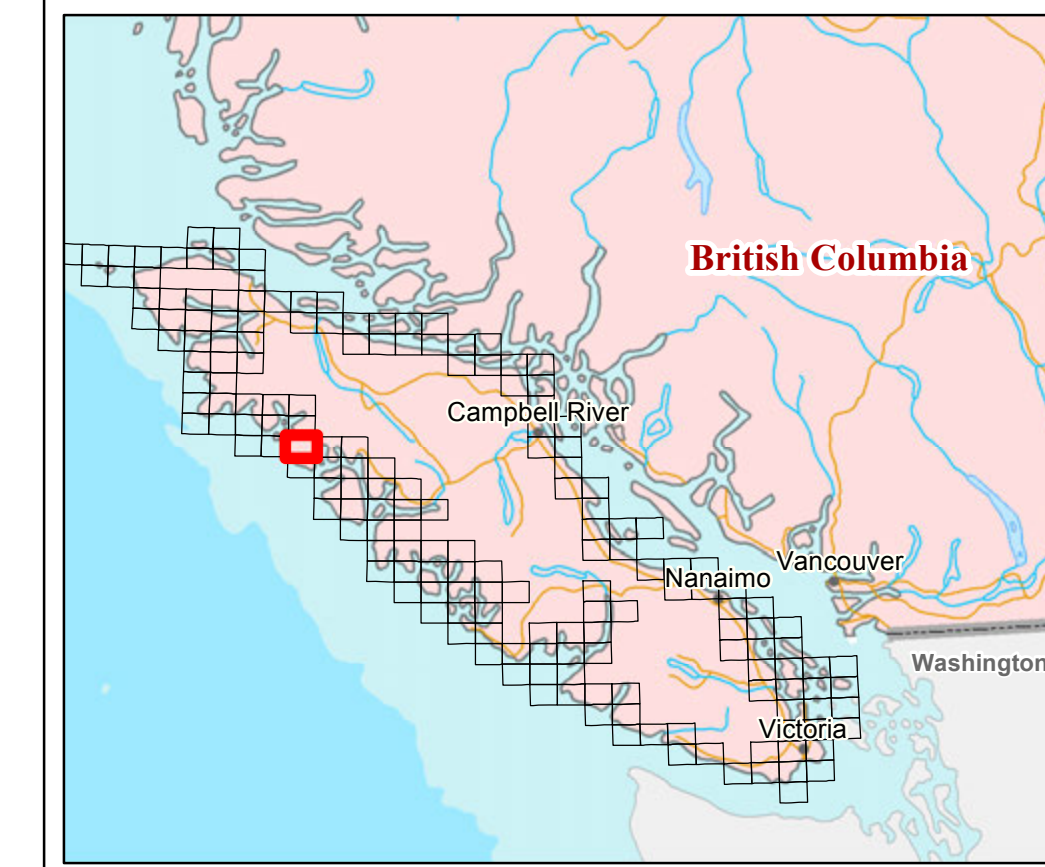 British Columbia
Campbell River
Vancouver
Nanaimo
Washington
Victoria